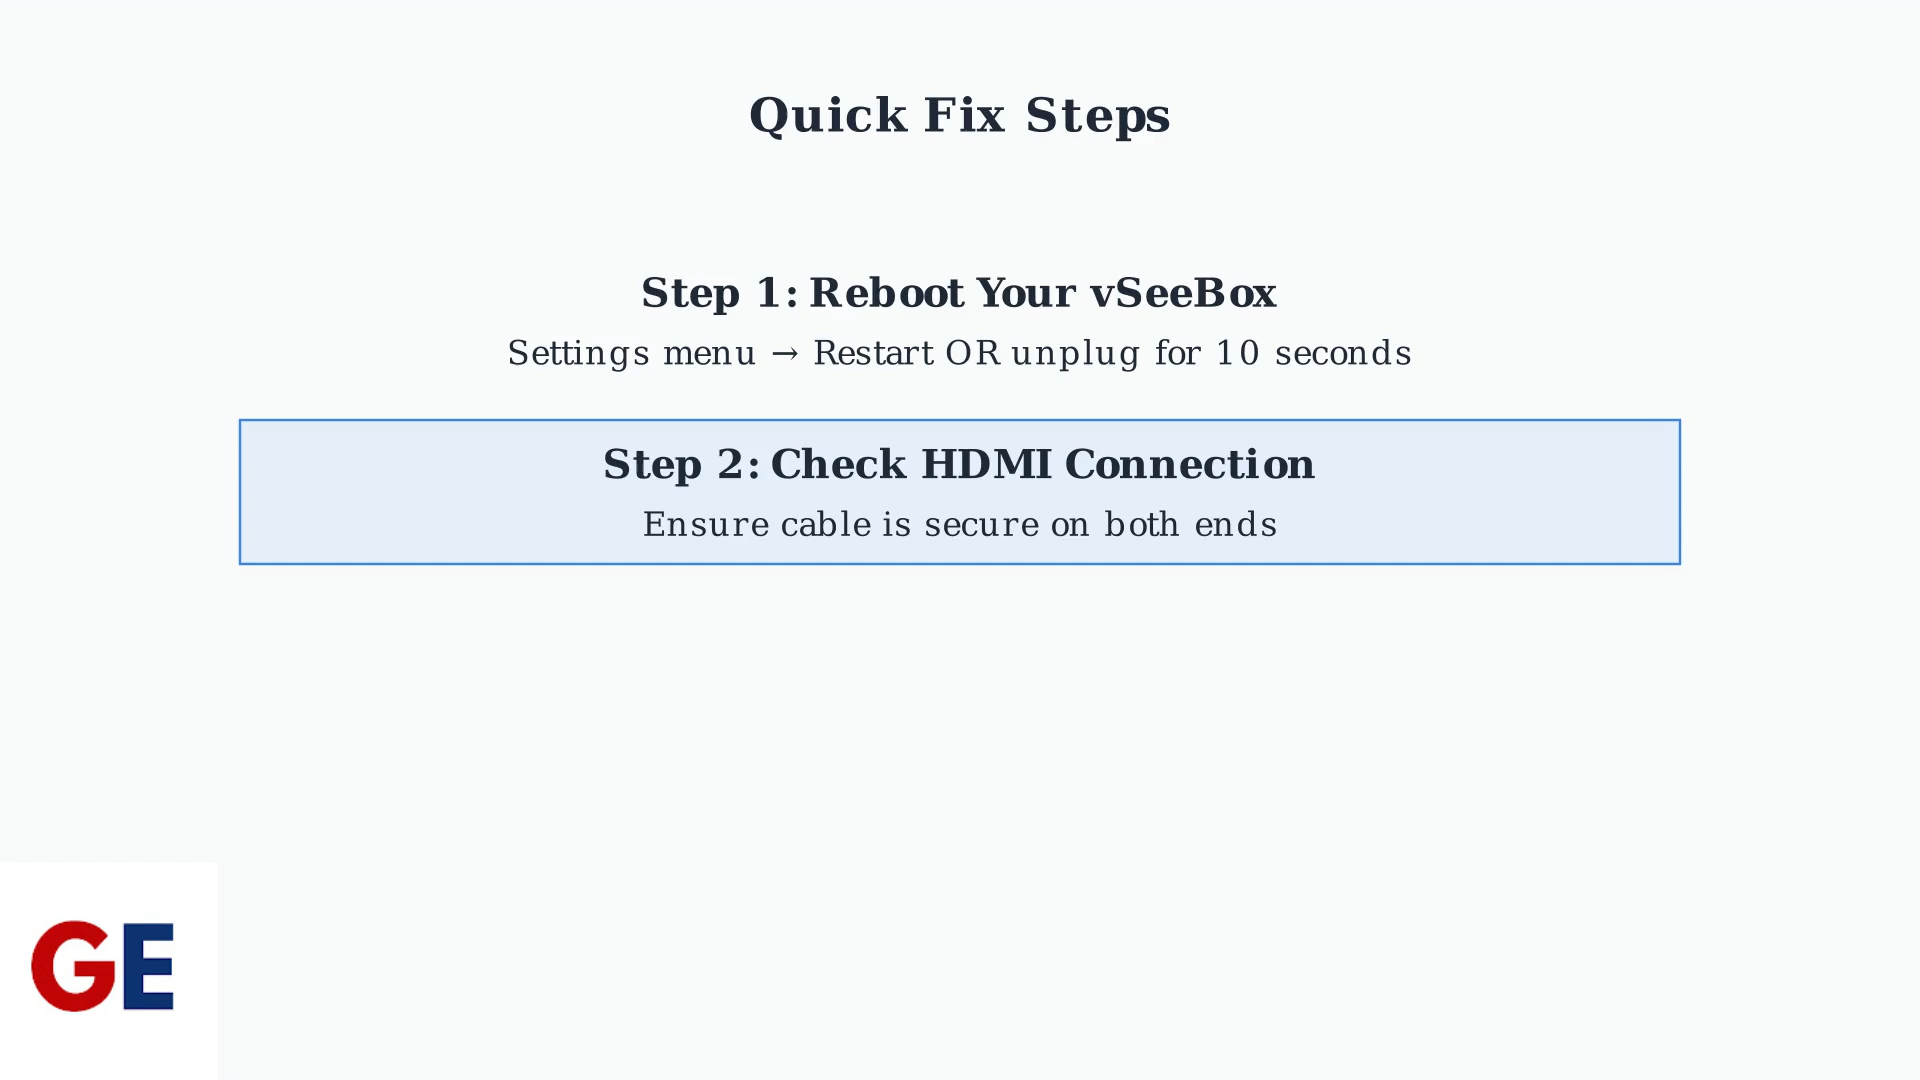 Quick Fix Steps
Step 1: Reboot Your vSeeBox
Settings menu → Restart OR unplug for 10 seconds
Step 2: Check HDMI Connection
Ensure cable is secure on both ends
GE